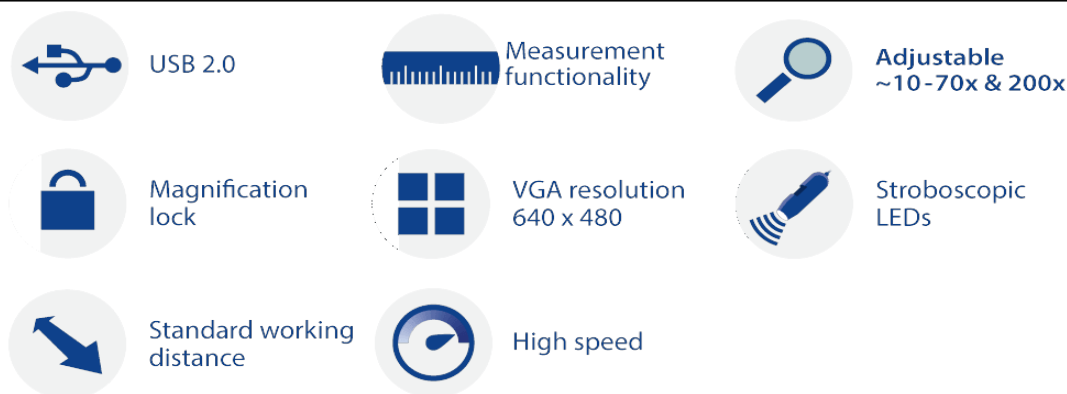 USB 2.0
Measurement
functionality
Adjustable
~10-70x & 200x
Magnification
lock
VGA resolution
640 x 480
Stroboscopic
LEDs
Standard working
distance
High speed